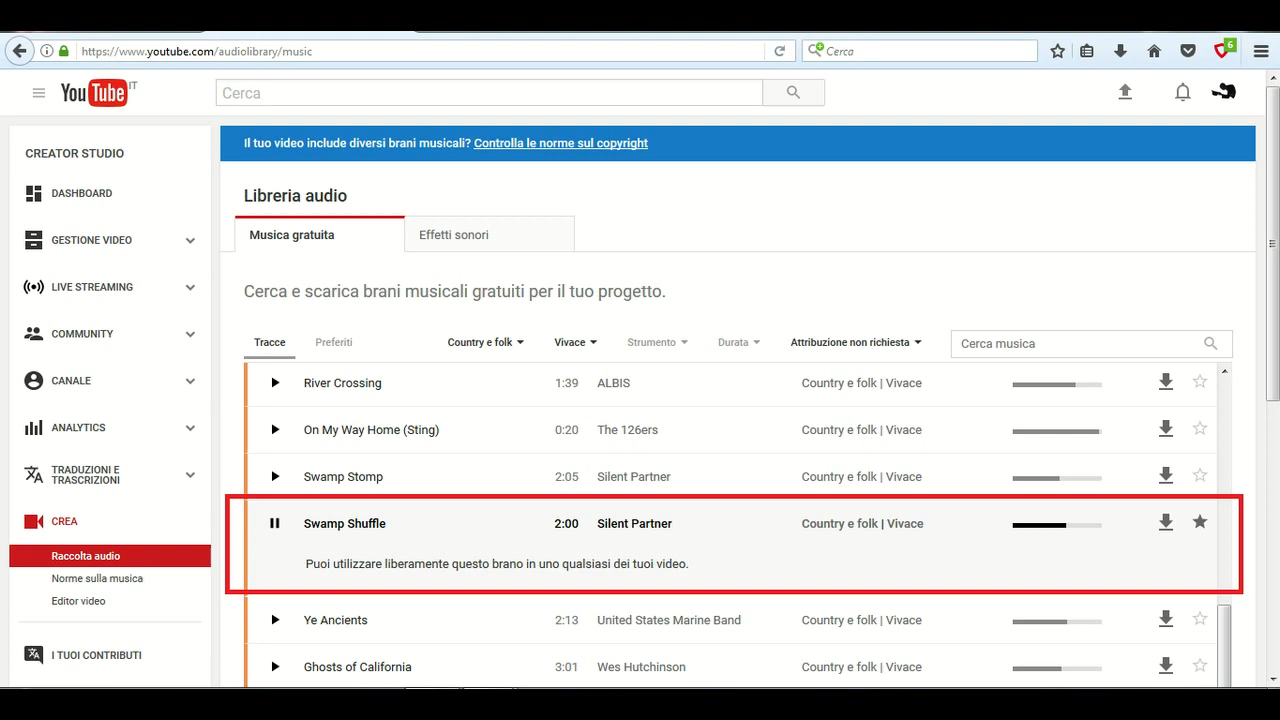 https://www.youtube.com/audiolibrary/music
Cerca
6
YouTube IT
Cerca
CREATOR STUDIO
DASHBOARD
GESTIONE VIDEO
LIVE STREAMING
COMMUNITY
CANALE
ANALYTICS
TRADUZIONI E
TRASCRIZIONI
CREA
Raccolta audio
Norme sulla musica
Editor video
I TUOI CONTRIBUTI
Il tuo video include diversi brani musicali? Controlla le norme sul copyright
Libreria audio
Musica gratuita Effetti sonori
Cerca e scarica brani musicali gratuiti per il tuo progetto.
Tracce Preferiti Country e folk Vivace Strumento Durata Attribuzione non richiesta Cerca musica
River Crossing 1:39 ALBIS Country e folk | Vivace
On My Way Home (Sting) 0:20 The 126ers Country e folk | Vivace
Swamp Stomp 2:05 Silent Partner Country e folk | Vivace
Swamp Shuffle 2:00 Silent Partner Country e folk | Vivace
Puoi utilizzare liberamente questo brano in uno qualsiasi dei tuoi video.
Ye Ancients 2:13 United States Marine Band Country e folk | Vivace
Ghosts of California 3:01 Wes Hutchinson Country e folk | Vivace